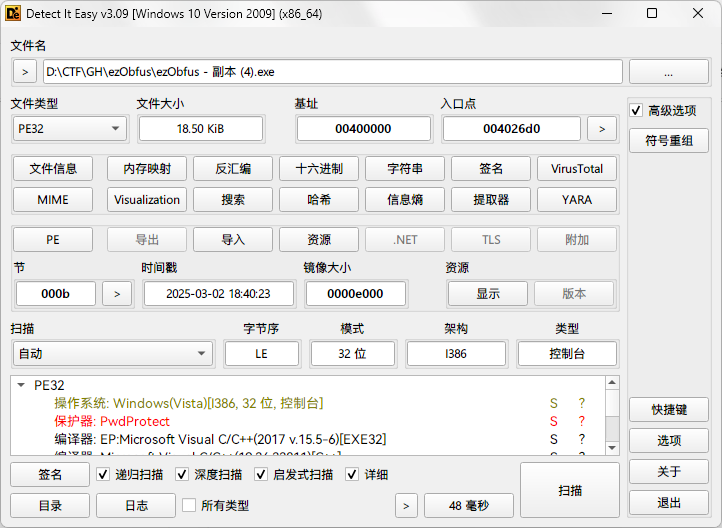 Detect It Easy v3.09 [Windows 10 Version 2009] (x86_64)
文件名
> D:\CTF\GH\ezObfus\ezObfus - 副本 (4).exe ...
文件类型 文件大小 基址 入口点
高级选项
PE32 18.50 KiB 00400000 004026d0 >
符号重组
文件信息 内存映射 反汇编 十六进制 字符串 签名 VirusTotal
MIME Visualization 搜索 哈希 信息熵 提取器 YARA
PE 导出 导入 资源 .NET TLS 附加
节 时间戳 镜像大小 资源
000b > 2025-03-02 18:40:23 0000e000 显示 版本
扫描 字节序 模式 架构 类型
自动 LE 32 位 I386 控制台
PE32
操作系统: Windows(Vista)[I386, 32 位, 控制台] S ?
保护器: PwdProtect S ?
编译器: EP:Microsoft Visual C/C++(2017 v.15.5-6)[EXE32] S ?
快捷键
选项
签名 递归扫描 深度扫描 启发式扫描 详细 扫描
关于
目录 日志 所有类型 > 48 毫秒
退出